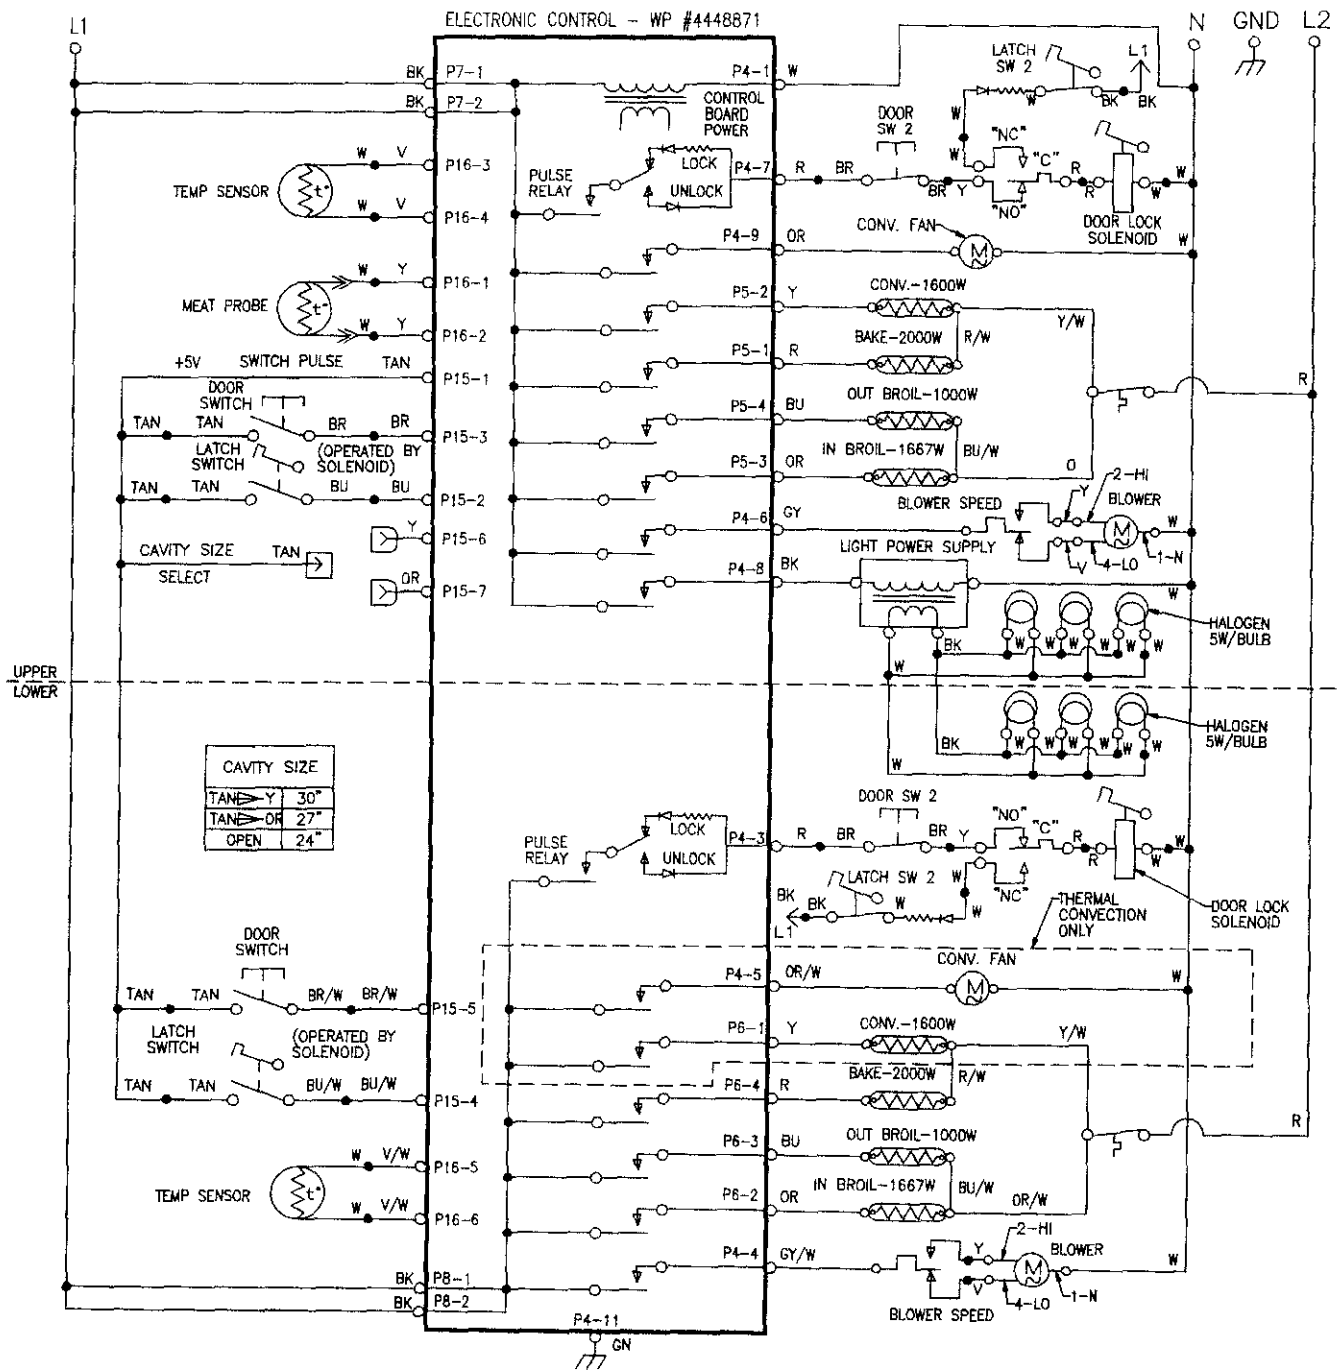 ELECTRONIC CONTROL - WP #4448871
L1
N GND L2
BK P7-1 P4-1 W
BK P7-2
CONTROL
BOARD
POWER
LATCH
SW 2
L1
W BK BK
DOOR
SW 2
W
"NC"
W
"C"
W V P16-3
TEMP SENSOR
t°
W V P16-4
PULSE
RELAY
LOCK
UNLOCK
P4-7 R BR
BR Y
"NO"
R
R
W
W
DOOR LOCK
SOLENOID
P4-9 OR
CONV. FAN
M
W
W Y P16-1
MEAT PROBE
t°
W Y P16-2
P5-2 Y
CONV.-1600W
Y/W
BAKE-2000W
R/W
P5-1 R
+5V SWITCH PULSE TAN
P15-1
OUT BROIL-1000W
P5-4 BU
R
DOOR
SWITCH
TAN TAN BR BR
P15-3
LATCH
SWITCH
(OPERATED BY
SOLENOID)
IN BROIL-1667W
BU/W
O
P5-3 OR
TAN TAN BU BU
P15-2
BLOWER SPEED
Y
2-HI
BLOWER
M
W
P4-6 GY
Y
P15-6
V
4-LO
1-N
CAVITY SIZE
SELECT
TAN
LIGHT POWER SUPPLY
P4-8 BK
W
OR
P15-7
HALOGEN
5W/BULB
BK W W W W W W
W
UPPER
LOWER
HALOGEN
5W/BULB
BK W W W W W W
W
CAVITY SIZE
TAN Y 30"
TAN OR 27"
OPEN 24"
PULSE
RELAY
LOCK
UNLOCK
P4-3 R BR
DOOR SW 2
BR Y
"NO"
"C"
R
R
W
W
W
"NC"
BK BK
LATCH SW 2
W
W
L1
THERMAL
CONVECTION
ONLY
DOOR LOCK
SOLENOID
DOOR
SWITCH
P4-5 OR/W
CONV. FAN
M
W
TAN TAN BR/W BR/W
P15-5
LATCH
SWITCH
(OPERATED BY
SOLENOID)
P6-1 Y
CONV.-1600W
Y/W
BAKE-2000W
R/W
P6-4 R
TAN TAN BU/W BU/W
P15-4
P6-3 BU
OUT BROIL-1000W
R
W V/W P16-5
TEMP SENSOR
t°
W V/W P16-6
P6-2 OR
IN BROIL-1667W
BU/W
OR/W
P4-4 GY/W
Y
2-HI
BLOWER
M
W
BK P8-1
BK P8-2
V
4-LO
1-N
BLOWER SPEED
P4-11
GN